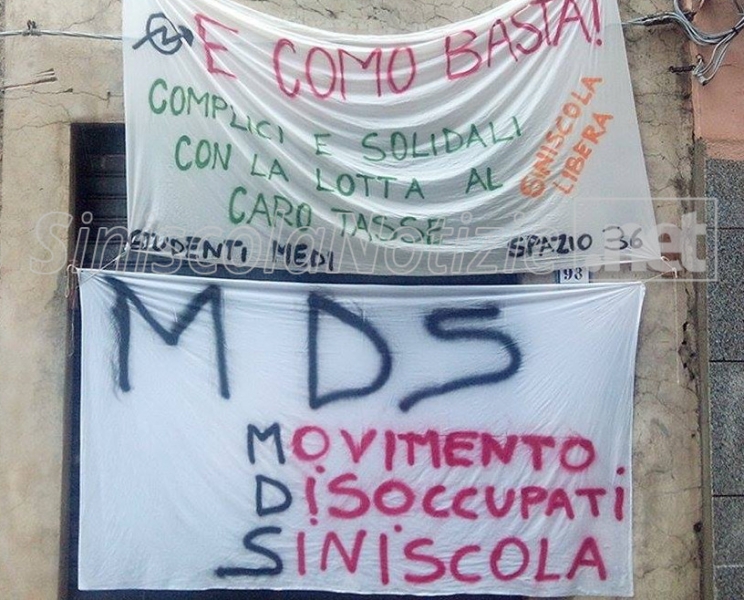 E COMO BASTA!
COMPLICI E SOLIDALI
CON LA LOTTA AL
CARO TASSE
SINISCOLA
LIBERA
STUDENTI MEDI SPAZIO 36
SiniscolaNotizie.net
93
MDS
MOVIMENTO
DISOCCUPATI
SINISCOLA